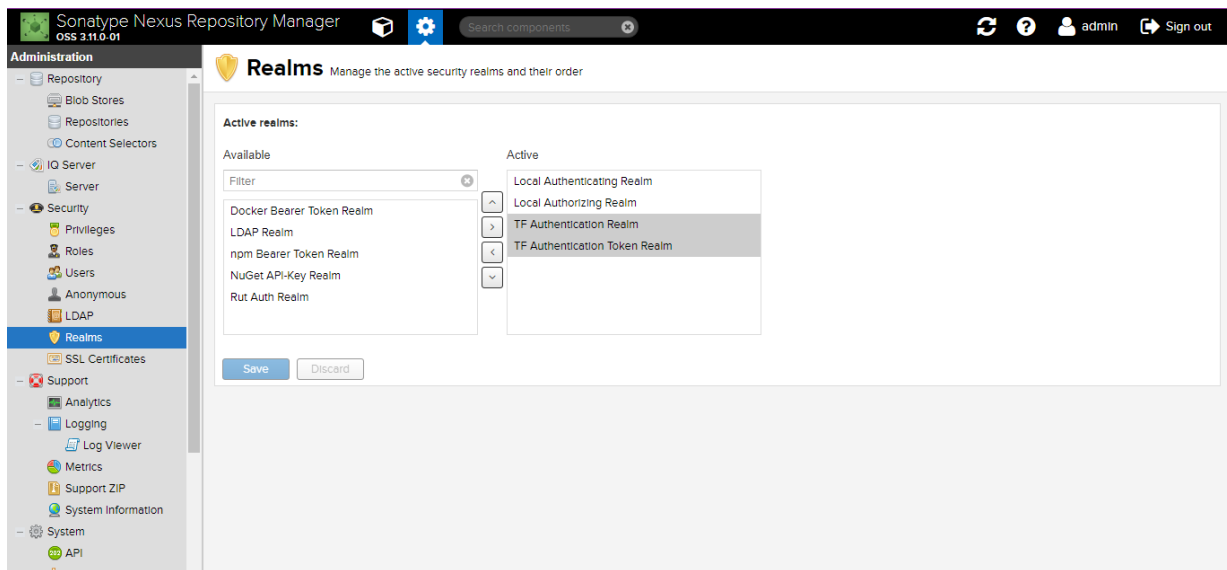 Sonatype Nexus Repository Manager
OSS 3.11.0-01
Search components
admin
Sign out
Administration
Repository
Blob Stores
Repositories
Content Selectors
IQ Server
Server
Security
Privileges
Roles
Users
Anonymous
LDAP
Realms
SSL Certificates
Support
Analytics
Logging
Log Viewer
Metrics
Support ZIP
System Information
System
API
Realms Manage the active security realms and their order
Active realms:
Available
Filter
Docker Bearer Token Realm
LDAP Realm
npm Bearer Token Realm
NuGet API-Key Realm
Rut Auth Realm
Active
Local Authenticating Realm
Local Authorizing Realm
TF Authentication Realm
TF Authentication Token Realm
Save
Discard